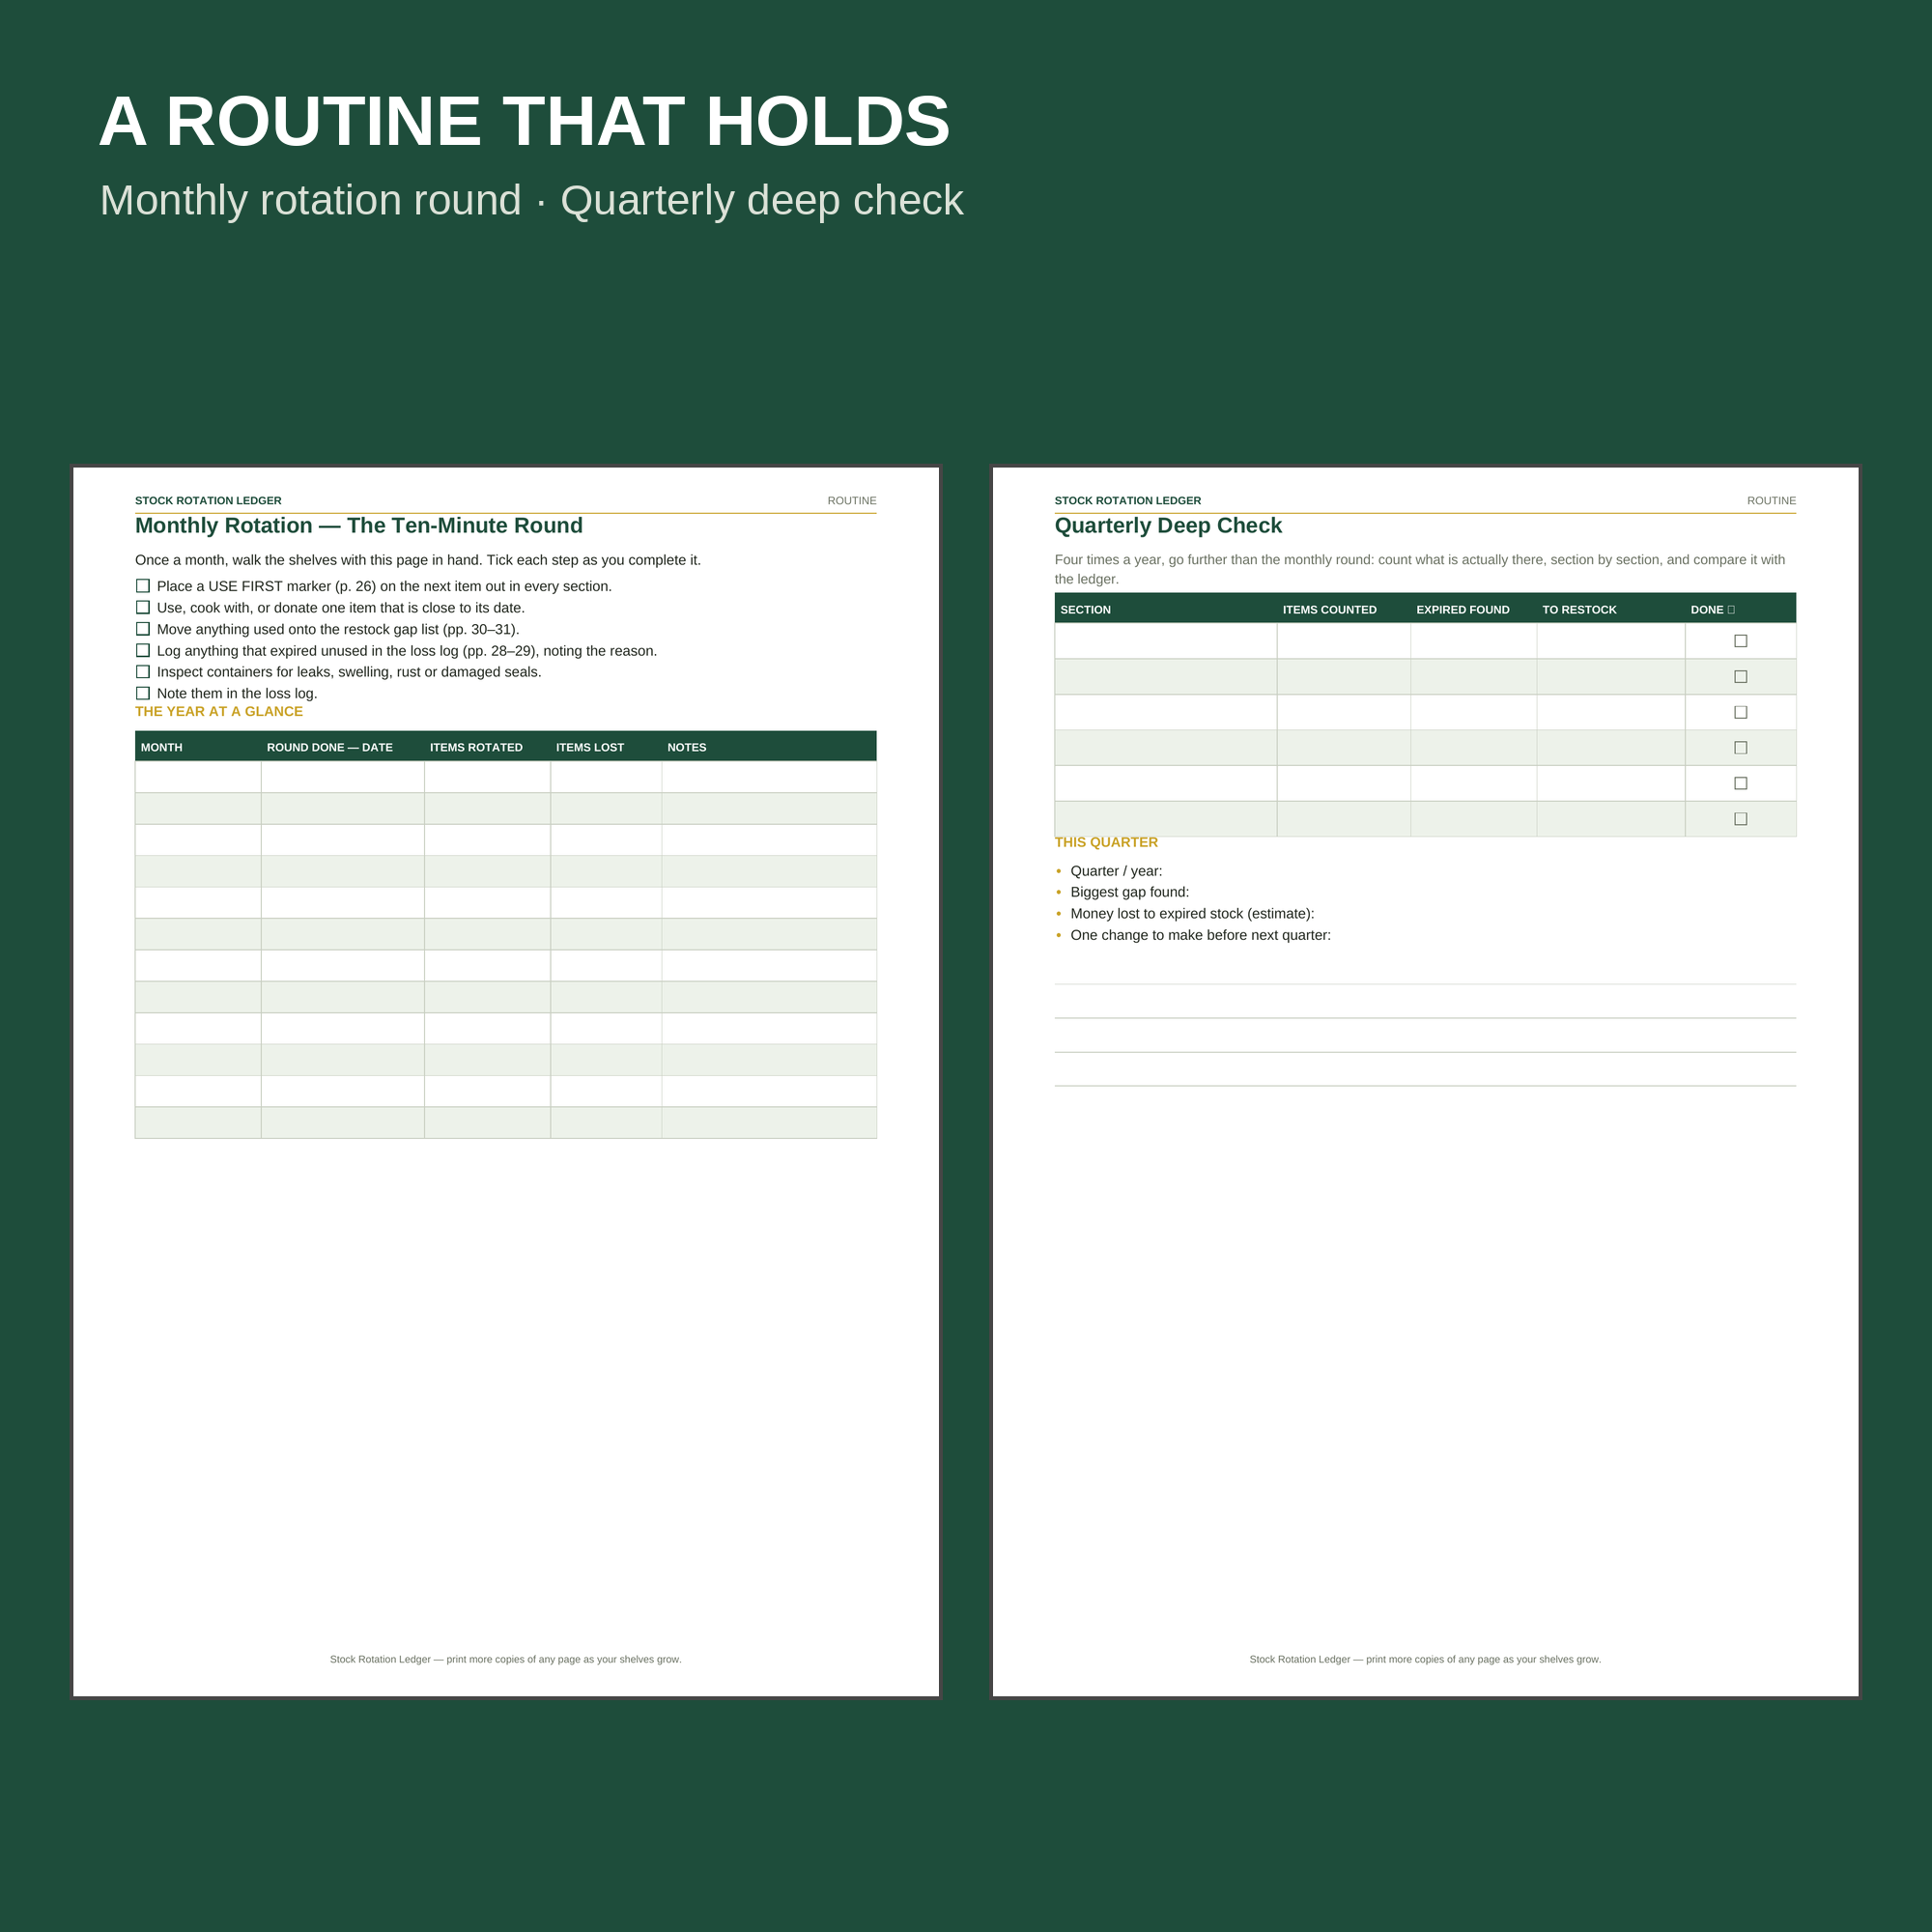 A ROUTINE THAT HOLDS
Monthly rotation round · Quarterly deep check
STOCK ROTATION LEDGER ROUTINE
Monthly Rotation — The Ten-Minute Round
Once a month, walk the shelves with this page in hand. Tick each step as you complete it.
☐ Place a USE FIRST marker (p. 26) on the next item out in every section.
☐ Use, cook with, or donate one item that is close to its date.
☐ Move anything used onto the restock gap list (pp. 30–31).
☐ Log anything that expired unused in the loss log (pp. 28–29), noting the reason.
☐ Inspect containers for leaks, swelling, rust or damaged seals.
☐ Note them in the loss log.
THE YEAR AT A GLANCE
MONTH ROUND DONE — DATE ITEMS ROTATED ITEMS LOST NOTES
Stock Rotation Ledger — print more copies of any page as your shelves grow.
STOCK ROTATION LEDGER ROUTINE
Quarterly Deep Check
Four times a year, go further than the monthly round: count what is actually there, section by section, and compare it with
the ledger.
SECTION ITEMS COUNTED EXPIRED FOUND TO RESTOCK DONE
☐
☐
☐
☐
☐
☐
THIS QUARTER
• Quarter / year:
• Biggest gap found:
• Money lost to expired stock (estimate):
• One change to make before next quarter:
Stock Rotation Ledger — print more copies of any page as your shelves grow.